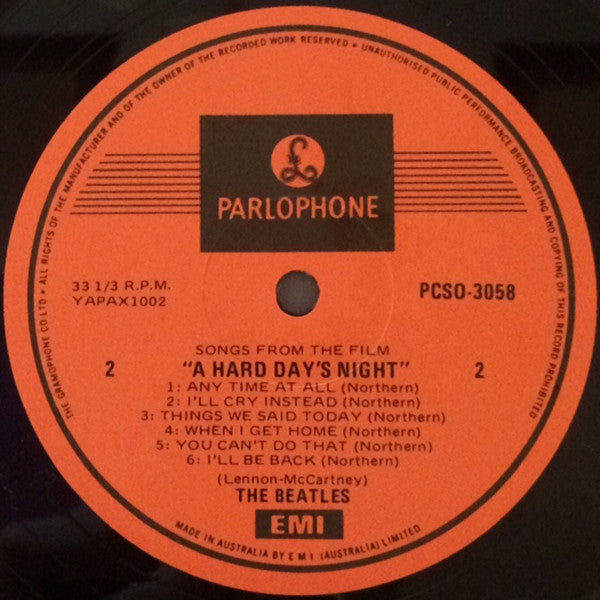 THE GRAMOPHONE CO LTD • ALL RIGHTS OF THE MANUFACTURER AND OF THE OWNER OF THE RECORDED WORK RESERVED • UNAUTHORISED PUBLIC PERFORMANCE BROADCASTING AND COPYING OF THIS RECORD PROHIBITED
£
PARLOPHONE
33 1/3 R.P.M.
YAPAX1002
PCSO-3058
SONGS FROM THE FILM
2 "A HARD DAY'S NIGHT" 2
1: ANY TIME AT ALL (Northern)
2: I'LL CRY INSTEAD (Northern)
3: THINGS WE SAID TODAY (Northern)
4: WHEN I GET HOME (Northern)
5: YOU CAN'T DO THAT (Northern)
6: I'LL BE BACK (Northern)
(Lennon-McCartney)
THE BEATLES
EMI
MADE IN AUSTRALIA BY E M I (AUSTRALIA) LIMITED